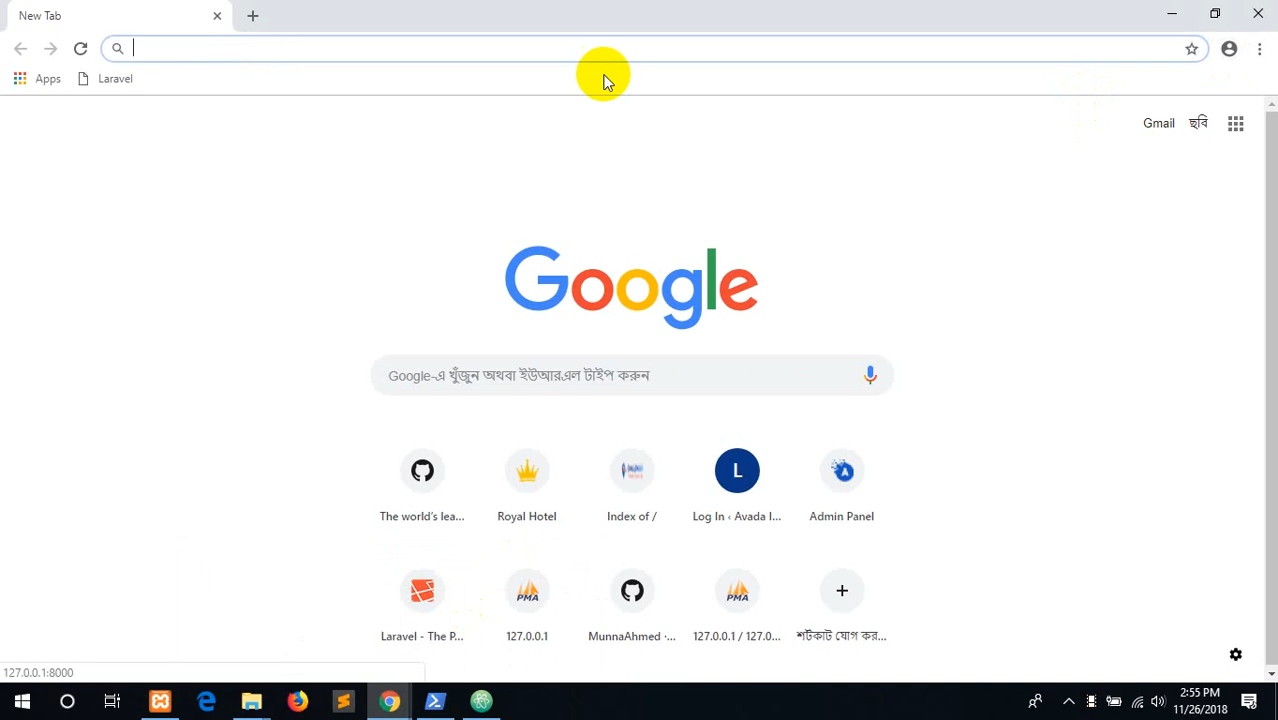 New Tab
Apps
Laravel
Gmail
ছবি
Google
Google-এ খুঁজুন অথবা ইউআরএল টাইপ করুন
The world's lea...
Royal Hotel
Index of /
Log In ‹ Avada I...
Admin Panel
L
Laravel - The P...
127.0.0.1
MunnaAhmed ·...
127.0.0.1 / 127.0...
শর্টকাট যোগ কর...
PMA
PMA
127.0.0.1:8000
2:55 PM
11/26/2018